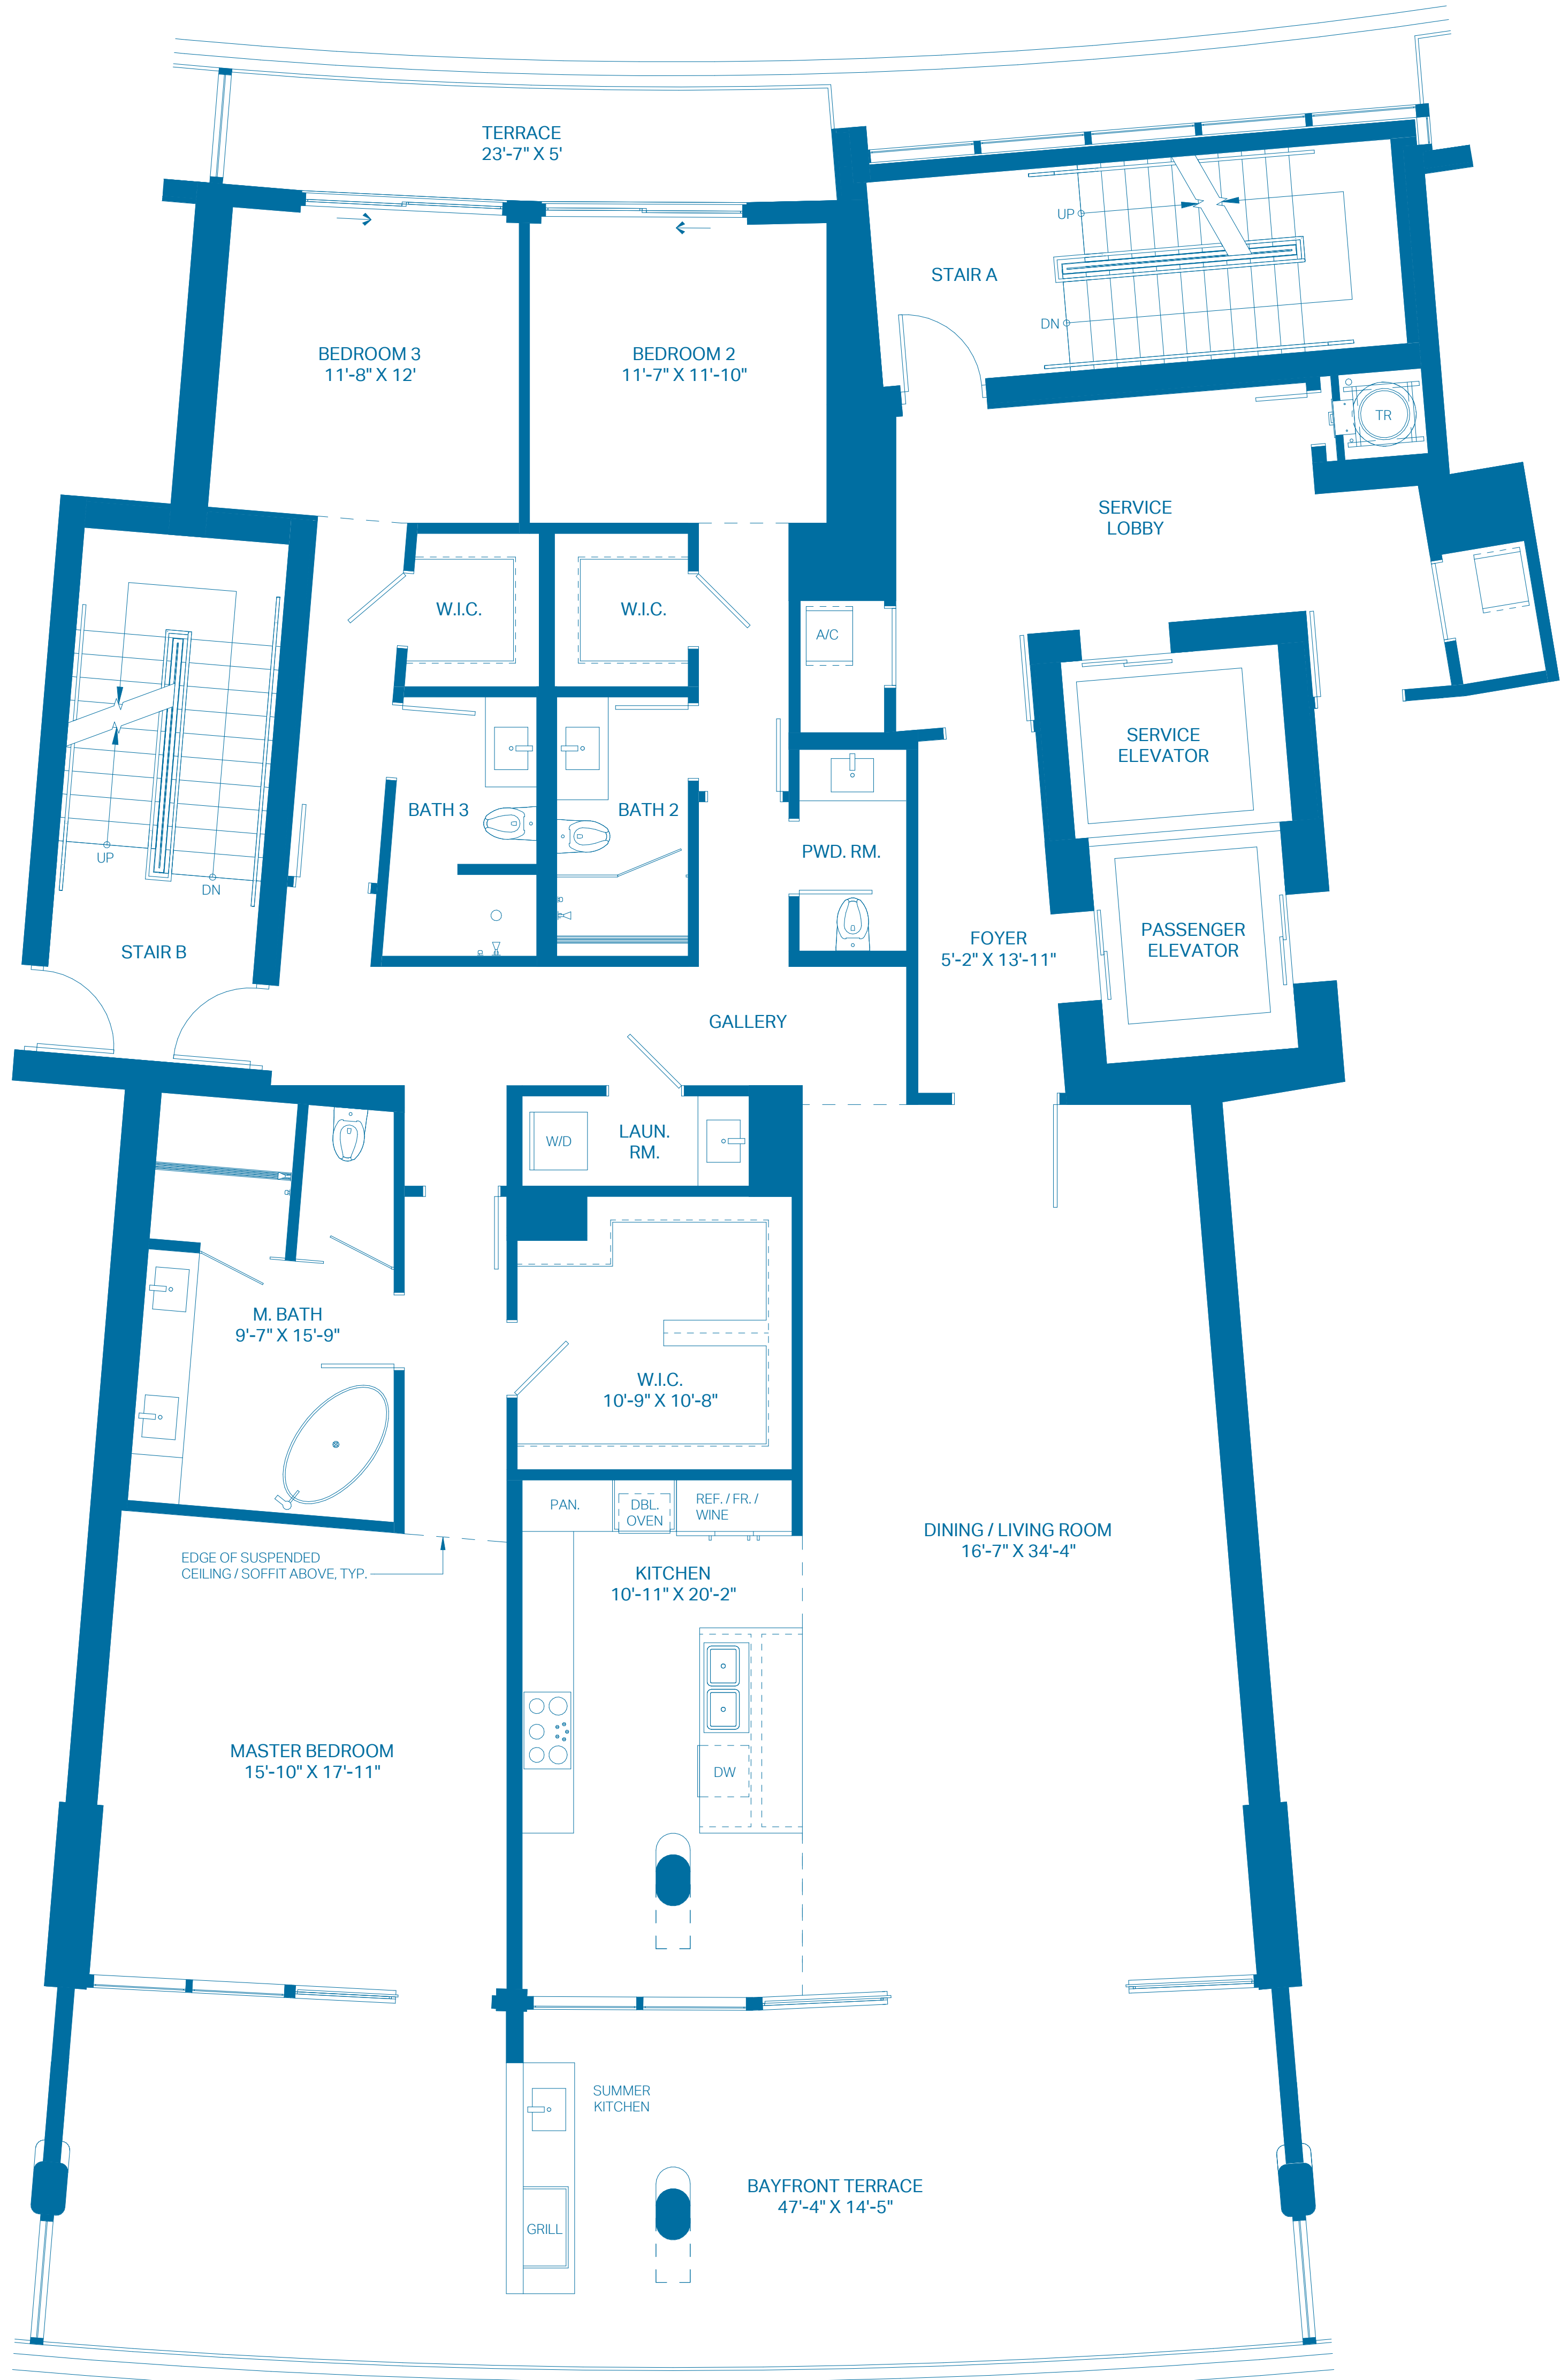 TERRACE
23'-7" X 5'
UP
STAIR A
DN
BEDROOM 3
11'-8" X 12'
BEDROOM 2
11'-7" X 11'-10"
TR
SERVICE
LOBBY
W.I.C.
W.I.C.
A/C
SERVICE
ELEVATOR
BATH 3
BATH 2
PWD. RM.
UP
DN
STAIR B
FOYER
5'-2" X 13'-11"
PASSENGER
ELEVATOR
GALLERY
W/D
LAUN.
RM.
M. BATH
9'-7" X 15'-9"
W.I.C.
10'-9" X 10'-8"
PAN.
DBL.
OVEN
REF. / FR. /
WINE
DINING / LIVING ROOM
16'-7" X 34'-4"
EDGE OF SUSPENDED
CEILING / SOFFIT ABOVE, TYP.
KITCHEN
10'-11" X 20'-2"
MASTER BEDROOM
15'-10" X 17'-11"
DW
SUMMER
KITCHEN
BAYFRONT TERRACE
47'-4" X 14'-5"
GRILL